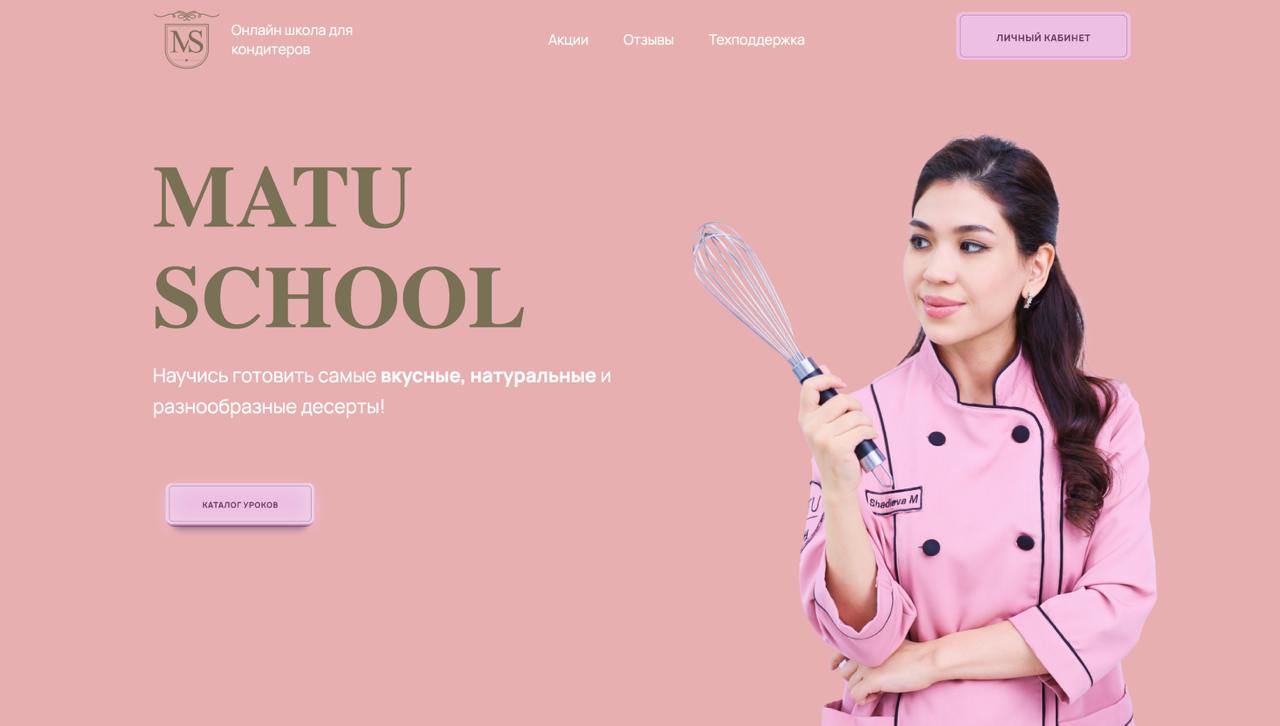 MS
Онлайн школа для
кондитеров
Акции
Отзывы
Техподдержка
ЛИЧНЫЙ КАБИНЕТ
MATU
SCHOOL
Научись готовить самые вкусные, натуральные и
разнообразные десерты!
КАТАЛОГ УРОКОВ
Shadieva M